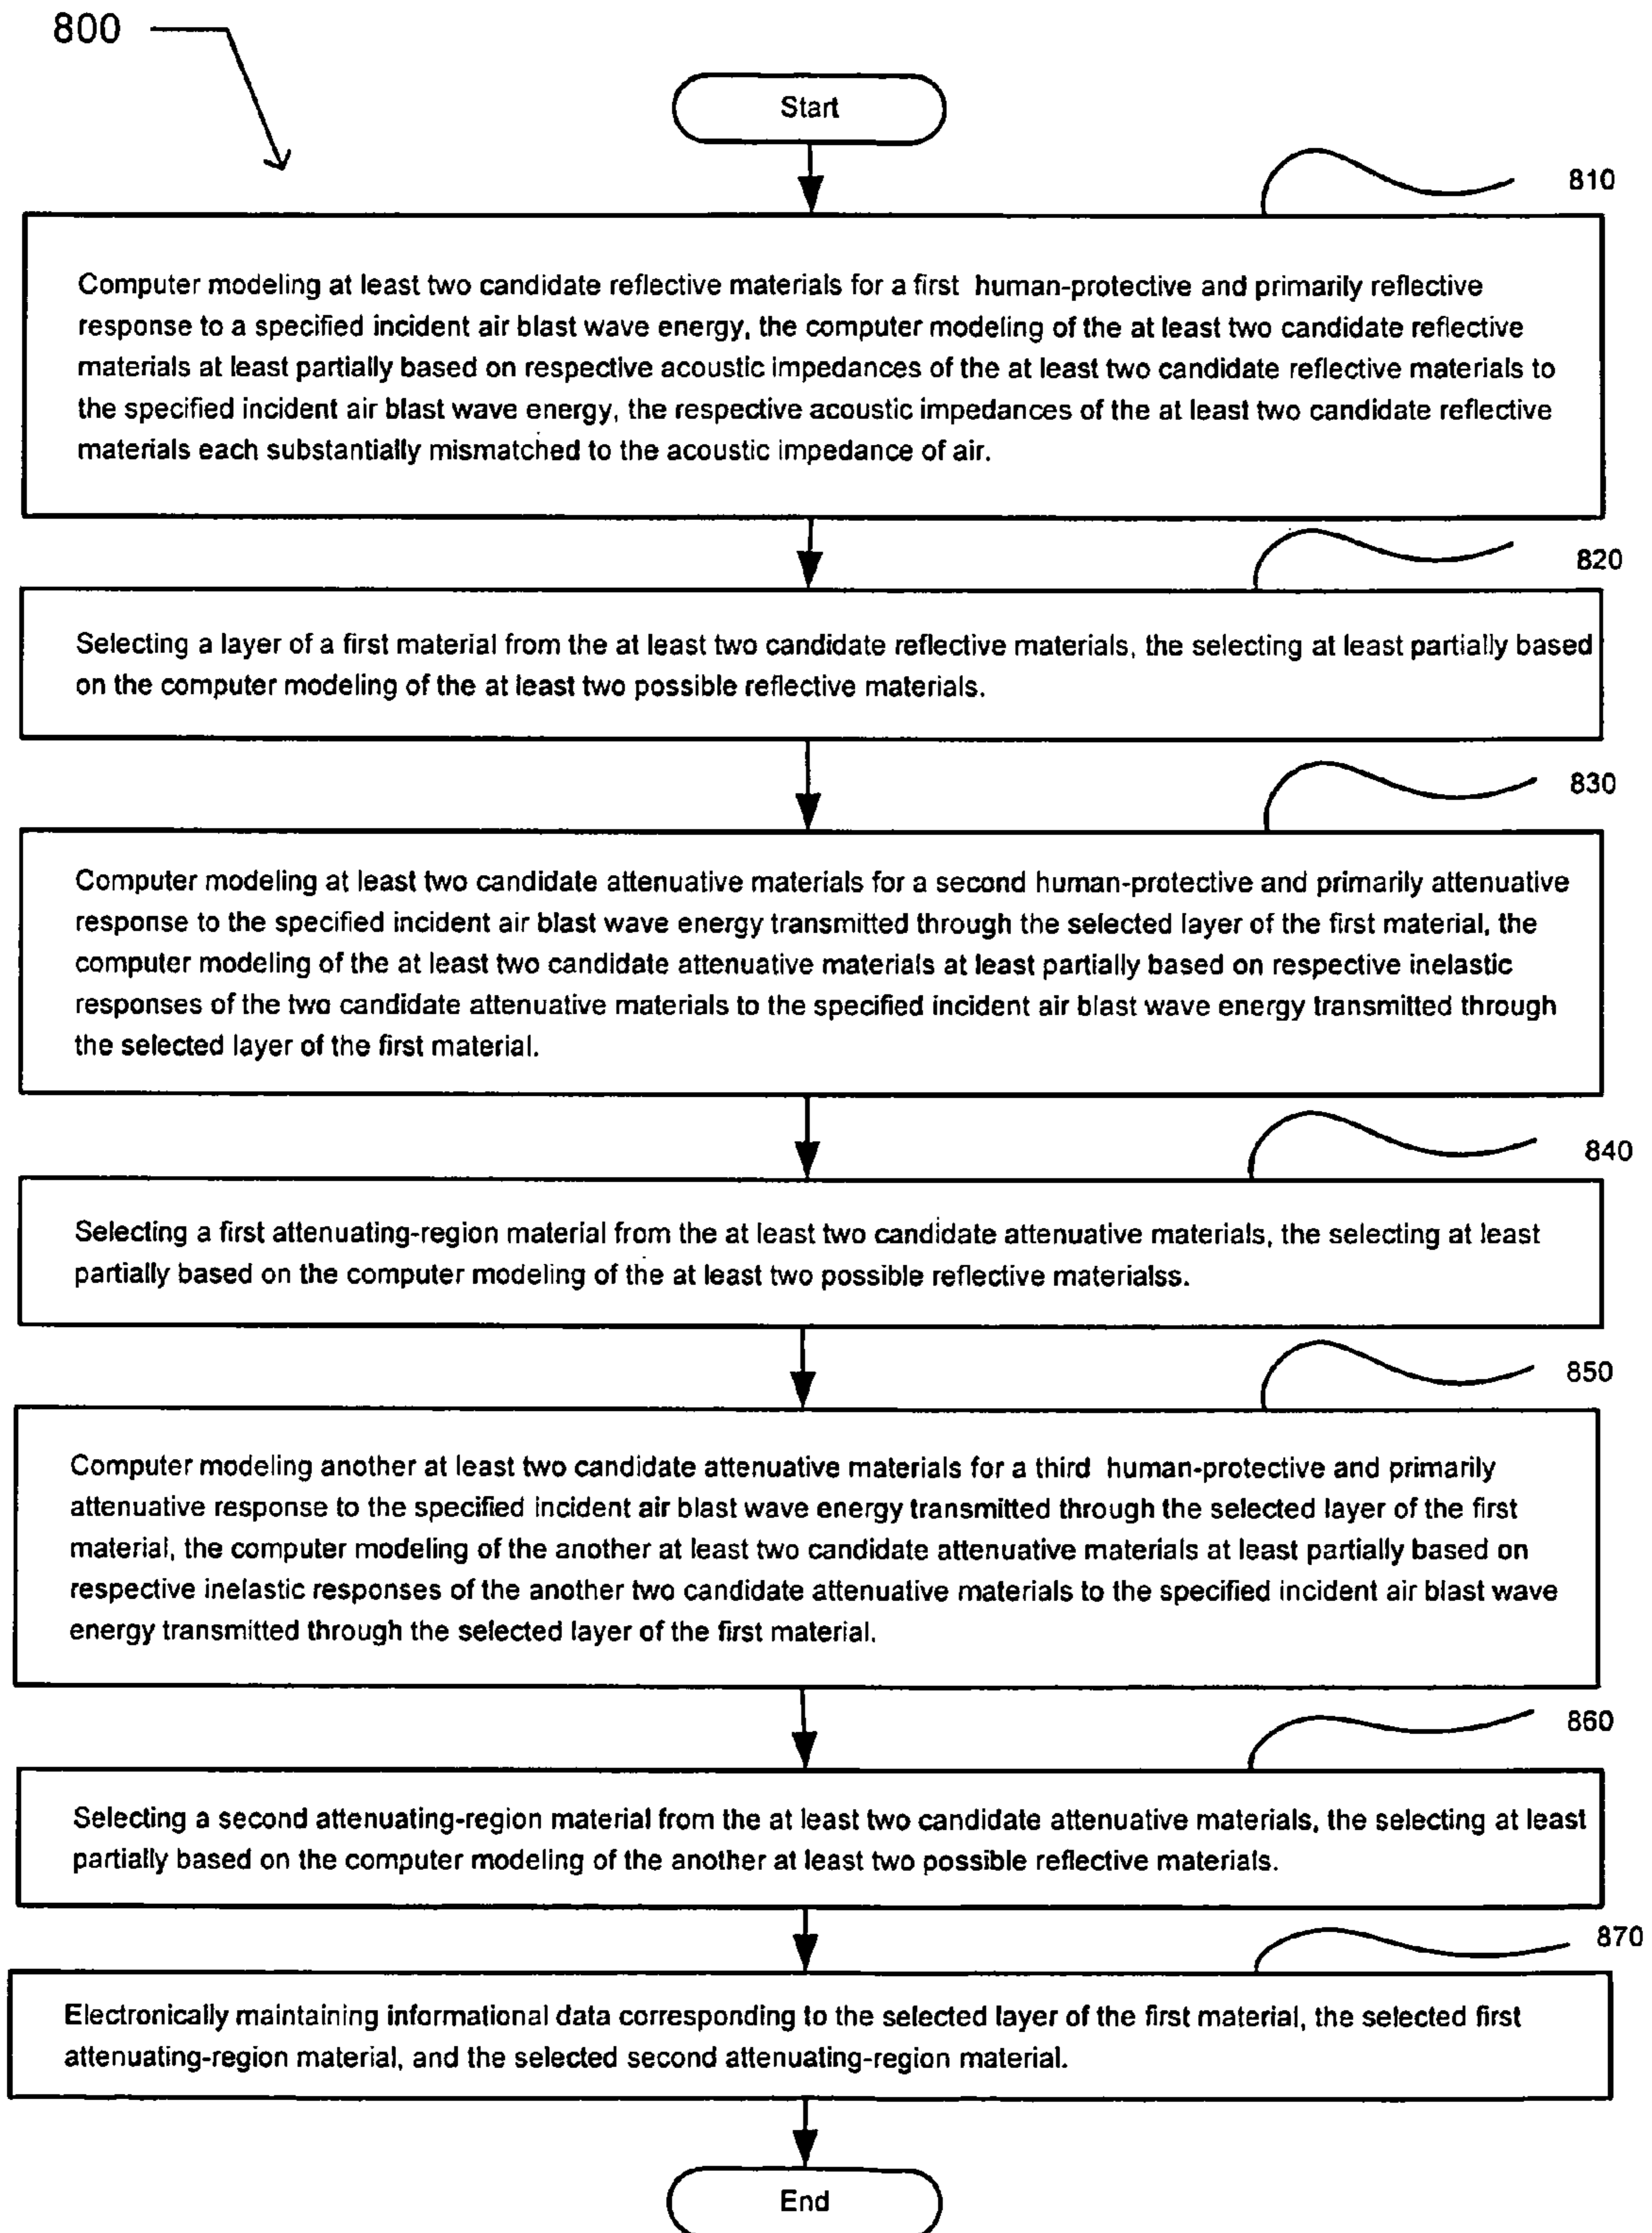 800
Start
810
Computer modeling at least two candidate reflective materials for a first human-protective and primarily reflective
response to a specified incident air blast wave energy, the computer modeling of the at least two candidate reflective
materials at least partially based on respective acoustic impedances of the at least two candidate reflective materials to
the specified incident air blast wave energy, the respective acoustic impedances of the at least two candidate reflective
materials each substantially mismatched to the acoustic impedance of air.
820
Selecting a layer of a first material from the at least two candidate reflective materials, the selecting at least partially based
on the computer modeling of the at least two possible reflective materials.
830
Computer modeling at least two candidate attenuative materials for a second human-protective and primarily attenuative
response to the specified incident air blast wave energy transmitted through the selected layer of the first material, the
computer modeling of the at least two candidate attenuative materials at least partially based on respective inelastic
responses of the two candidate attenuative materials to the specified incident air blast wave energy transmitted through
the selected layer of the first material.
840
Selecting a first attenuating-region material from the at least two candidate attenuative materials, the selecting at least
partially based on the computer modeling of the at least two possible reflective materialss.
850
Computer modeling another at least two candidate attenuative materials for a third human-protective and primarily
attenuative response to the specified incident air blast wave energy transmitted through the selected layer of the first
material, the computer modeling of the another at least two candidate attenuative materials at least partially based on
respective inelastic responses of the another two candidate attenuative materials to the specified incident air blast wave
energy transmitted through the selected layer of the first material.
860
Selecting a second attenuating-region material from the at least two candidate attenuative materials, the selecting at least
partially based on the computer modeling of the another at least two possible reflective materials.
870
Electronically maintaining informational data corresponding to the selected layer of the first material, the selected first
attenuating-region material, and the selected second attenuating-region material.
End